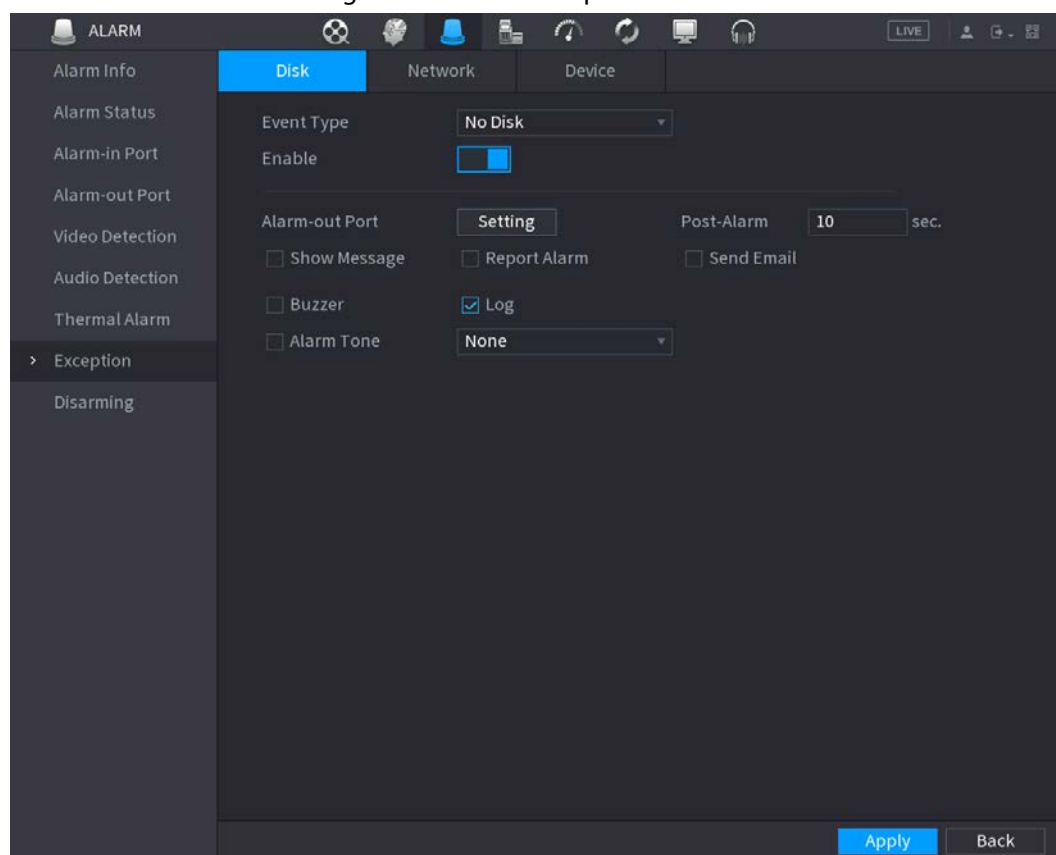 ALARM LIVE
Alarm Info Disk Network Device
Alarm Status Event Type No Disk
Alarm-in Port Enable
Alarm-out Port
Alarm-out Port Setting Post-Alarm 10 sec.
Video Detection
Show Message Report Alarm Send Email
Audio Detection
Buzzer Log
Thermal Alarm
Alarm Tone None
Exception
Disarming
Apply Back